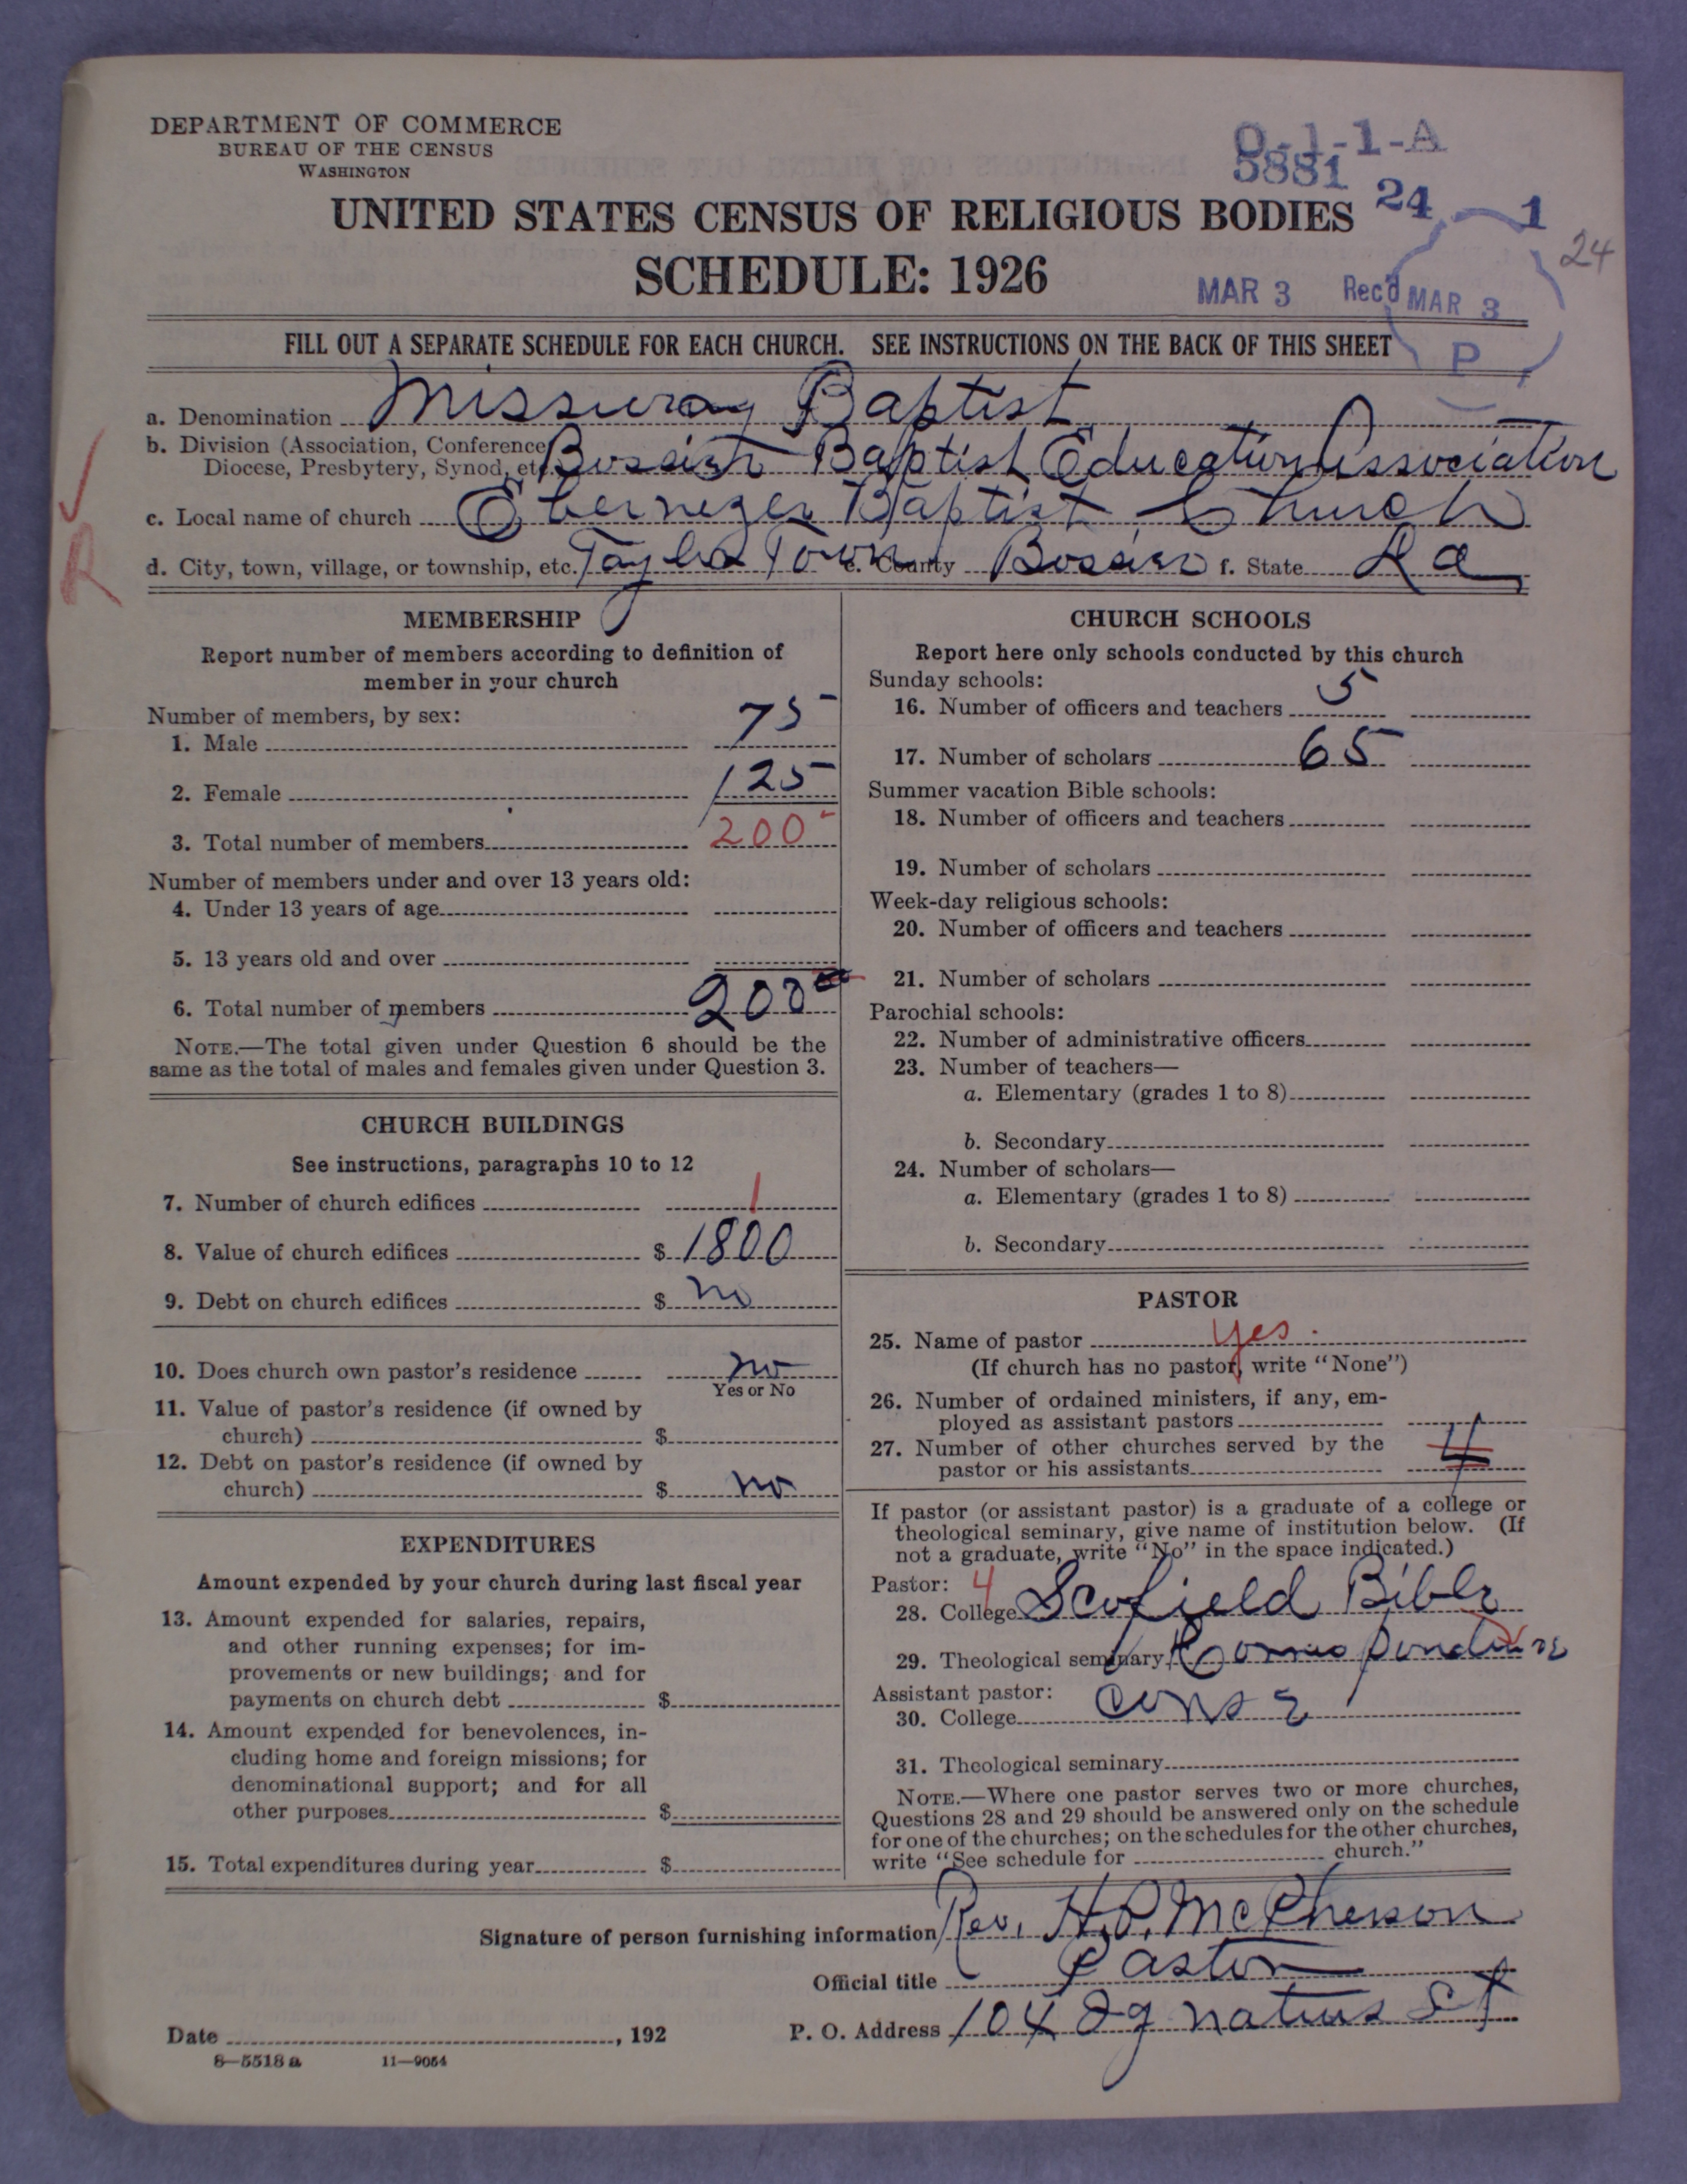 DEPARTMENT OF COMMERCE
BUREAU OF THE CENSUS
WASHINGTON
O-1-1-A
5881
24
1
24
UNITED STATES CENSUS OF RELIGIOUS BODIES
SCHEDULE: 1926
MAR 3 Rec'd MAR 3
P
FILL OUT A SEPARATE SCHEDULE FOR EACH CHURCH. SEE INSTRUCTIONS ON THE BACK OF THIS SHEET
a. Denomination Baptist
b. Division (Association, Conference
Diocese, Presbytery, Synod, etc. Bossier Baptist Education Association
c. Local name of church Ebernezer Baptist Church
d. City, town, village, or township, etc. Taylor Town e. County Bossier f. State La
MEMBERSHIP
Report number of members according to definition of
member in your church
Number of members, by sex:
1. Male 75
2. Female 125
3. Total number of members 200
Number of members under and over 13 years old:
4. Under 13 years of age
5. 13 years old and over
6. Total number of members 200
NOTE.—The total given under Question 6 should be the
same as the total of males and females given under Question 3.
CHURCH BUILDINGS
See instructions, paragraphs 10 to 12
7. Number of church edifices 1
8. Value of church edifices $ 1800
9. Debt on church edifices $ no
10. Does church own pastor's residence no
Yes or No
11. Value of pastor's residence (if owned by
church) $
12. Debt on pastor's residence (if owned by
church) $ no
EXPENDITURES
Amount expended by your church during last fiscal year
13. Amount expended for salaries, repairs,
and other running expenses; for im-
provements or new buildings; and for
payments on church debt $
14. Amount expended for benevolences, in-
cluding home and foreign missions; for
denominational support; and for all
other purposes $
15. Total expenditures during year $
CHURCH SCHOOLS
Report here only schools conducted by this church
Sunday schools:
16. Number of officers and teachers 5
17. Number of scholars 65
Summer vacation Bible schools:
18. Number of officers and teachers
19. Number of scholars
Week-day religious schools:
20. Number of officers and teachers
21. Number of scholars
Parochial schools:
22. Number of administrative officers
23. Number of teachers—
a. Elementary (grades 1 to 8)
b. Secondary
24. Number of scholars—
a. Elementary (grades 1 to 8)
b. Secondary
PASTOR
25. Name of pastor yes.
(If church has no pastor, write "None")
26. Number of ordained ministers, if any, em-
ployed as assistant pastors
27. Number of other churches served by the
pastor or his assistants 4
If pastor (or assistant pastor) is a graduate of a college or
theological seminary, give name of institution below. (If
not a graduate, write "No" in the space indicated.)
Pastor: 4
28. College Scofield Bible
29. Theological seminary
Assistant pastor:
30. College
31. Theological seminary
NOTE.—Where one pastor serves two or more churches,
Questions 28 and 29 should be answered only on the schedule
for one of the churches; on the schedules for the other churches,
write "See schedule for church."
Signature of person furnishing information Rev. H.P. McPherson
Official title Pastor
Date , 192
P. O. Address 104 Ignatius St
8—5518 a 11—9054